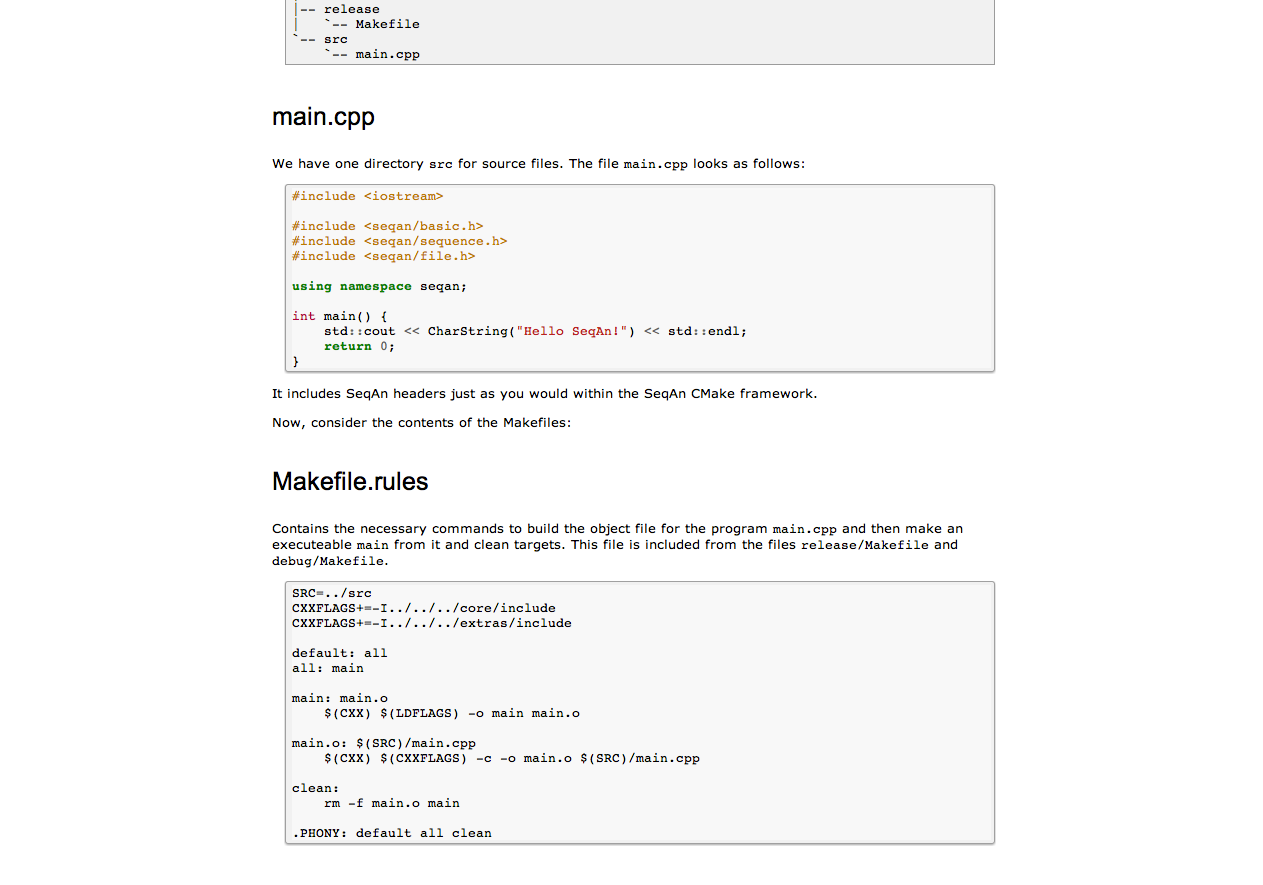 |-- release
|   `-- Makefile
`-- src
    `-- main.cpp
main.cpp
We have one directory src for source files. The file main.cpp looks as follows:
#include <iostream>
#include <seqan/basic.h>
#include <seqan/sequence.h>
#include <seqan/file.h>
using namespace seqan;
int main() {
    std::cout << CharString("Hello SeqAn!") << std::endl;
    return 0;
}
It includes SeqAn headers just as you would within the SeqAn CMake framework.
Now, consider the contents of the Makefiles:
Makefile.rules
Contains the necessary commands to build the object file for the program main.cpp and then make an
executeable main from it and clean targets. This file is included from the files release/Makefile and
debug/Makefile.
SRC=../src
CXXFLAGS+=-I../../../core/include
CXXFLAGS+=-I../../../extras/include
default: all
all: main
main: main.o
    $(CXX) $(LDFLAGS) -o main main.o
main.o: $(SRC)/main.cpp
    $(CXX) $(CXXFLAGS) -c -o main.o $(SRC)/main.cpp
clean:
    rm -f main.o main
.PHONY: default all clean